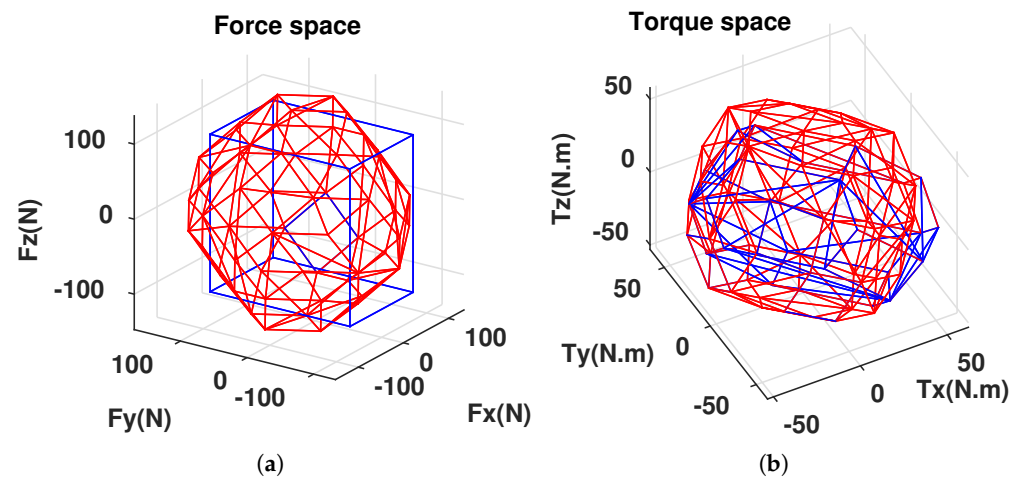 Force space
100
0
-100
Fz(N)
100
0
-100
Fy(N)
-100
0
100
Fx(N)
(a)
Torque space
50
0
-50
Tz(N.m)
50
0
-50
Ty(N.m)
-50
0
50
Tx(N.m)
(b)